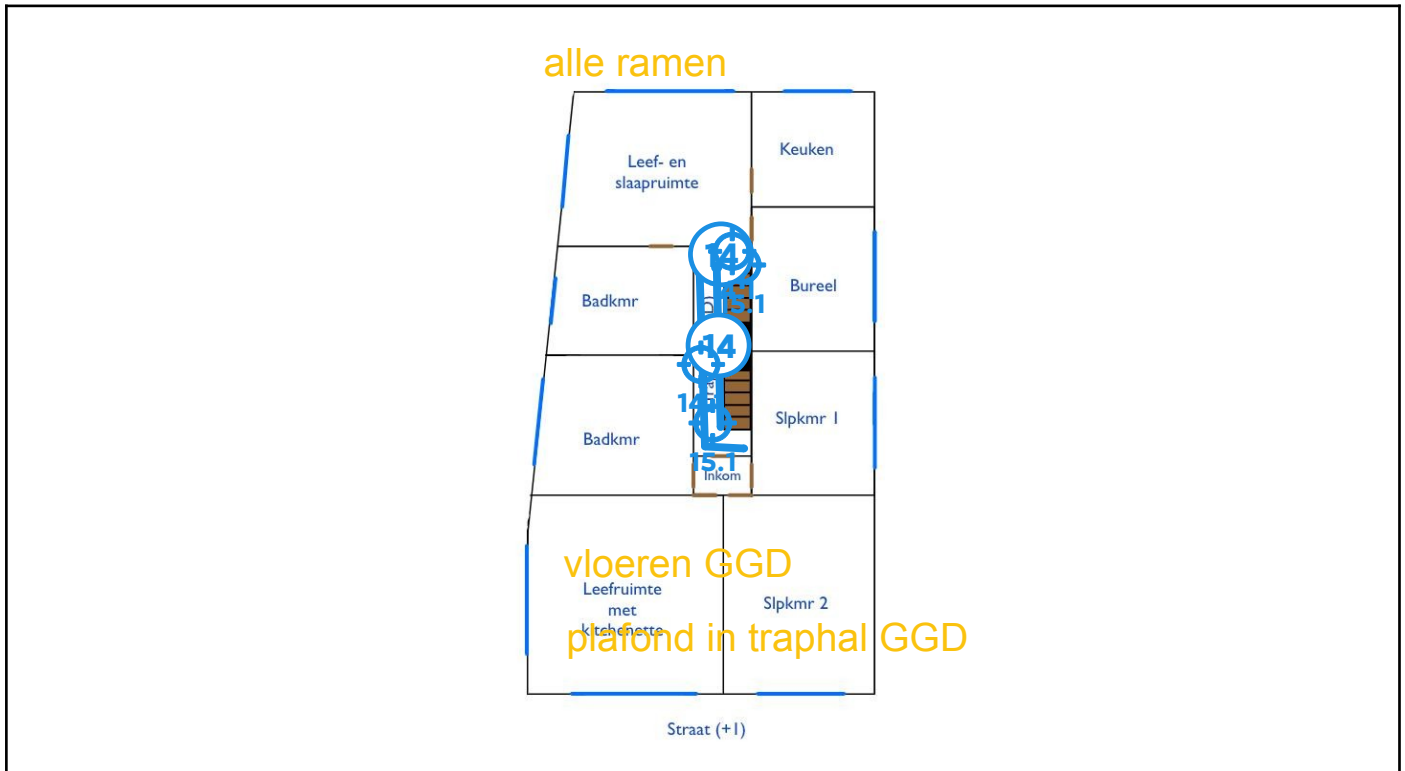 alle ramen
Keuken
Leef- en
slaapruimte
14
Bureel
Badkmr
15.1
14
Slpkmr 1
Badkmr
15.1
Inkom
vloeren GGD
Leefruimte
met
kitchenette
Slpkmr 2
plafond in traphal GGD
Straat (+1)